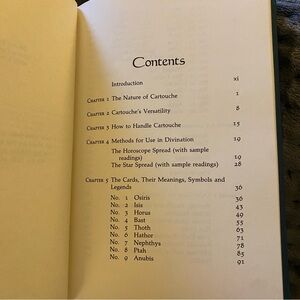 Contents
Introduction xi
CHAPTER 1 The Nature of Cartouche 1
CHAPTER 2 Cartouche's Versatility 8
CHAPTER 3 How to Handle Cartouche 15
CHAPTER 4 Methods for Use in Divination 19
The Horoscope Spread (with sample
readings) 19
The Star Spread (with sample readings) 28
CHAPTER 5 The Cards, Their Meanings, Symbols and
Legends 36
No. 1 Osiris 36
No. 2 Isis 43
No. 3 Horus 49
No. 4 Bast 55
No. 5 Thoth 63
No. 6 Hathor 71
No. 7 Nephthys 78
No. 8 Ptah 85
No. 9 Anubis 91